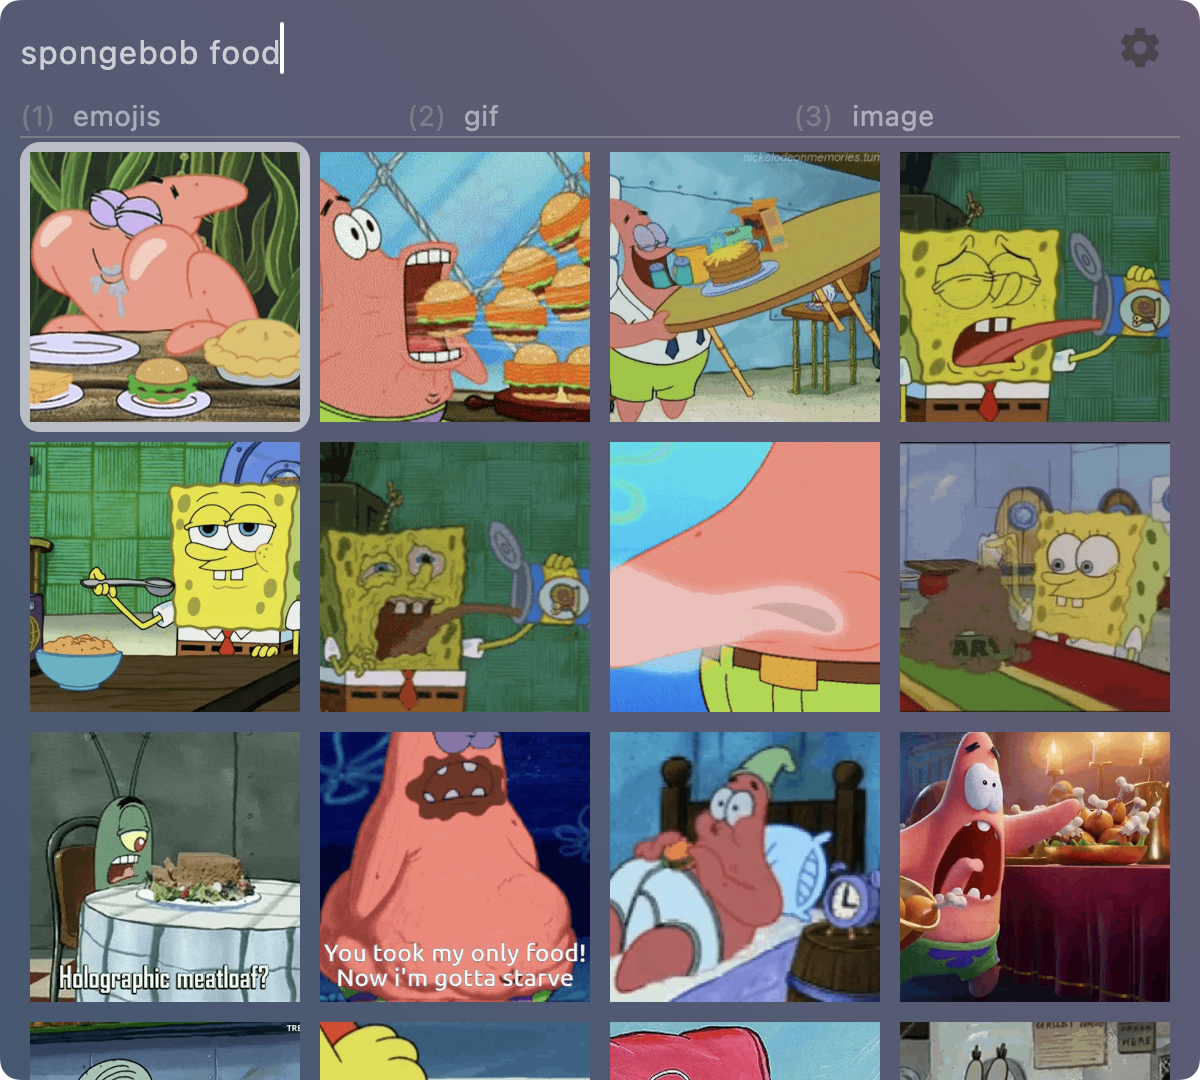 spongebob food
(1) emojis (2) gif (3) image
nickelodeonmemories.tum
Holographic meatloaf?
You took my only food!
Now i'm gotta starve
TRE
HERE